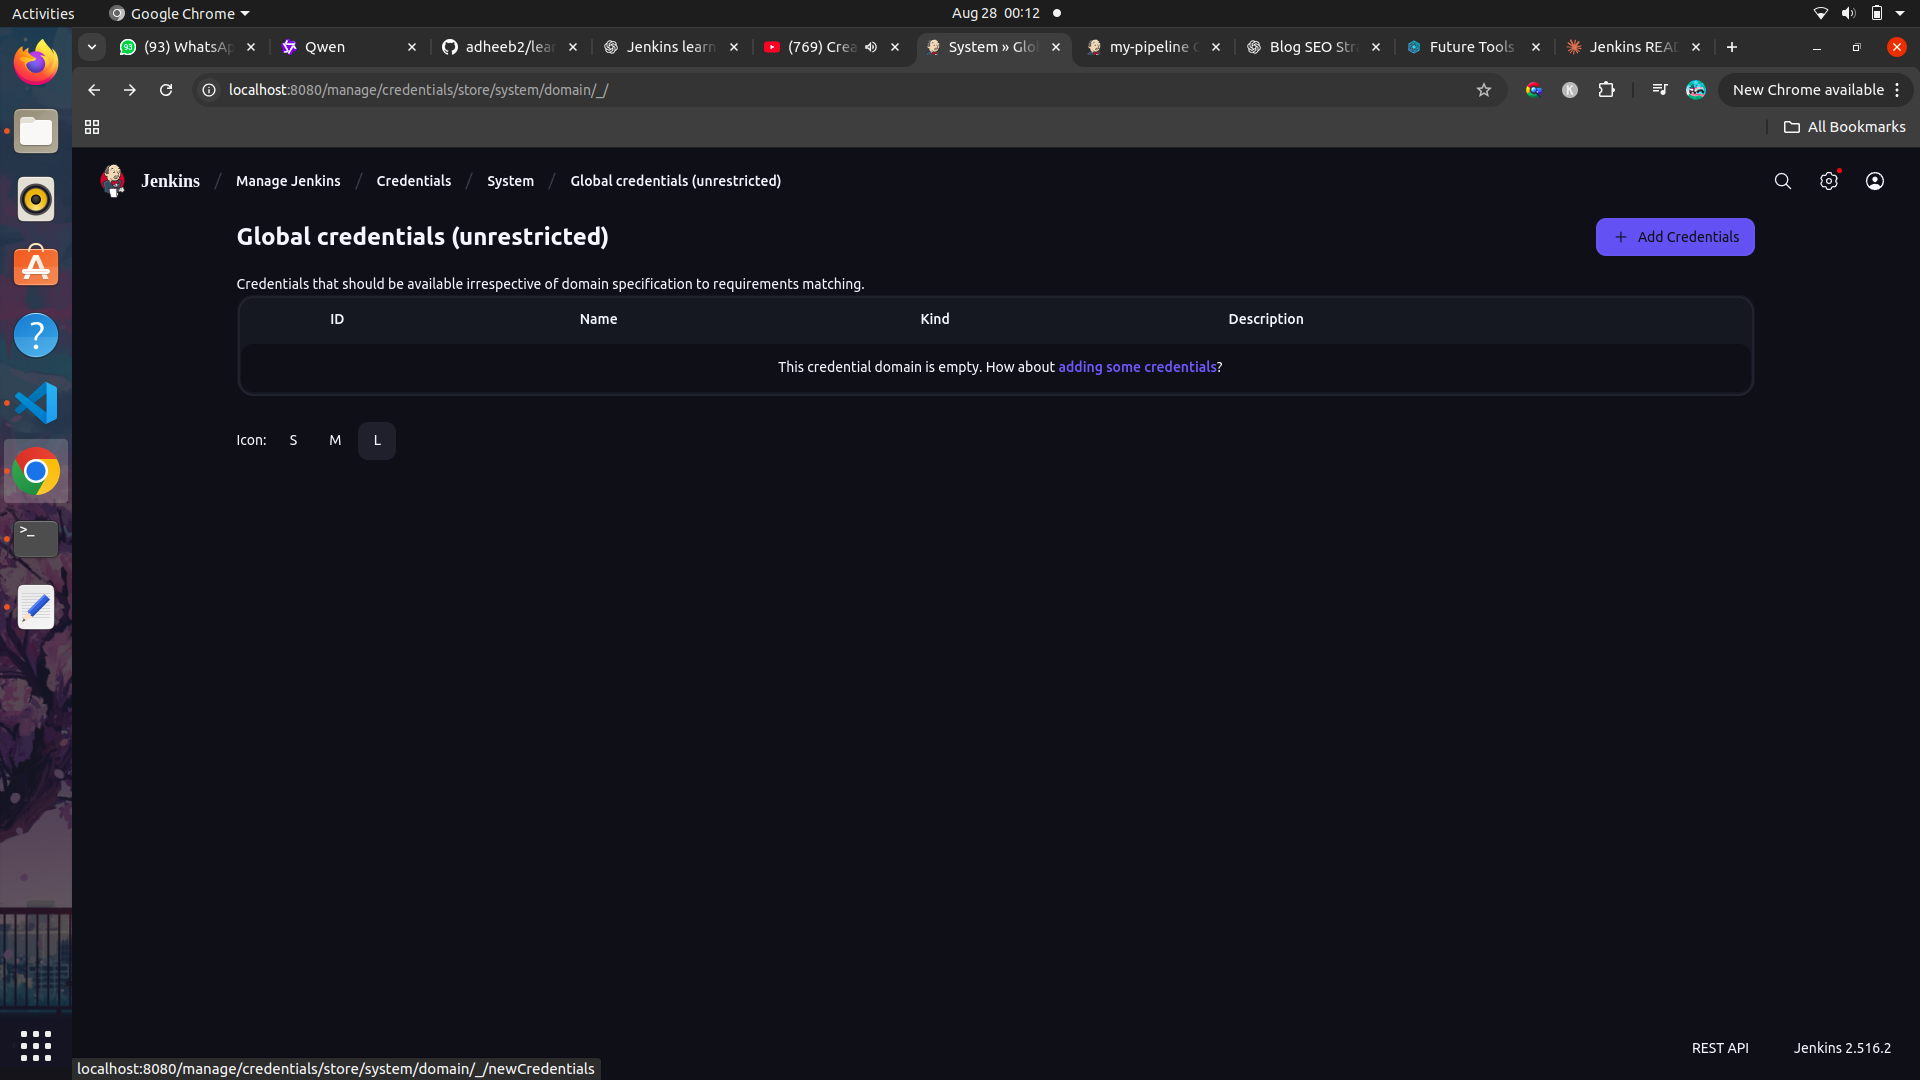 Activities
Google Chrome
Aug 28 00:12
93
(93) WhatsAp
Qwen
adheeb2/lear
Jenkins learn
(769) Crea
System » Glo
my-pipeline
Blog SEO Stra
Future Tools
Jenkins READ
localhost:8080/manage/credentials/store/system/domain/_/
K
New Chrome available
All Bookmarks
Jenkins / Manage Jenkins / Credentials / System / Global credentials (unrestricted)
Global credentials (unrestricted)
+ Add Credentials
Credentials that should be available irrespective of domain specification to requirements matching.
ID Name Kind Description
This credential domain is empty. How about adding some credentials?
Icon: S M L
REST API Jenkins 2.516.2
localhost:8080/manage/credentials/store/system/domain/_/newCredentials